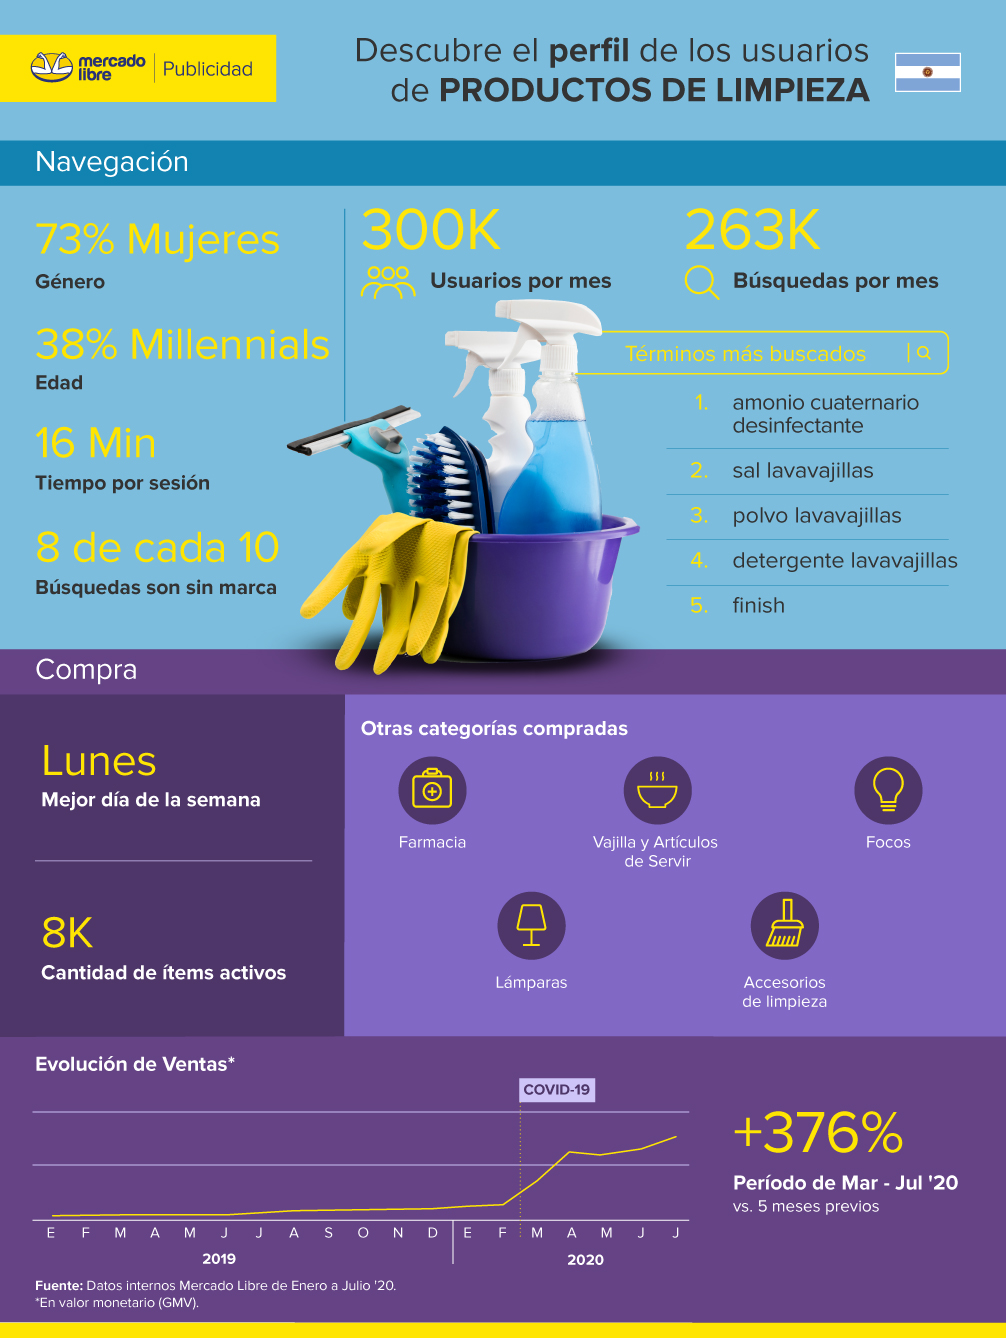 mercado
libre
Publicidad
Descubre el perfil de los usuarios
de PRODUCTOS DE LIMPIEZA
Navegación
73% Mujeres
Género
38% Millennials
Edad
16 Min
Tiempo por sesión
8 de cada 10
Búsquedas son sin marca
300K
Usuarios por mes
263K
Búsquedas por mes
Términos más buscados
1. amonio cuaternario
desinfectante
2. sal lavavajillas
3. polvo lavavajillas
4. detergente lavavajillas
5. finish
Compra
Lunes
Mejor día de la semana
8K
Cantidad de ítems activos
Otras categorías compradas
Farmacia
Vajilla y Artículos
de Servir
Focos
Lámparas
Accesorios
de limpieza
Evolución de Ventas*
COVID-19
E F M A M J J A S O N D E F M A M J J
2019 2020
+376%
Período de Mar - Jul '20
vs. 5 meses previos
Fuente: Datos internos Mercado Libre de Enero a Julio '20.
*En valor monetario (GMV).